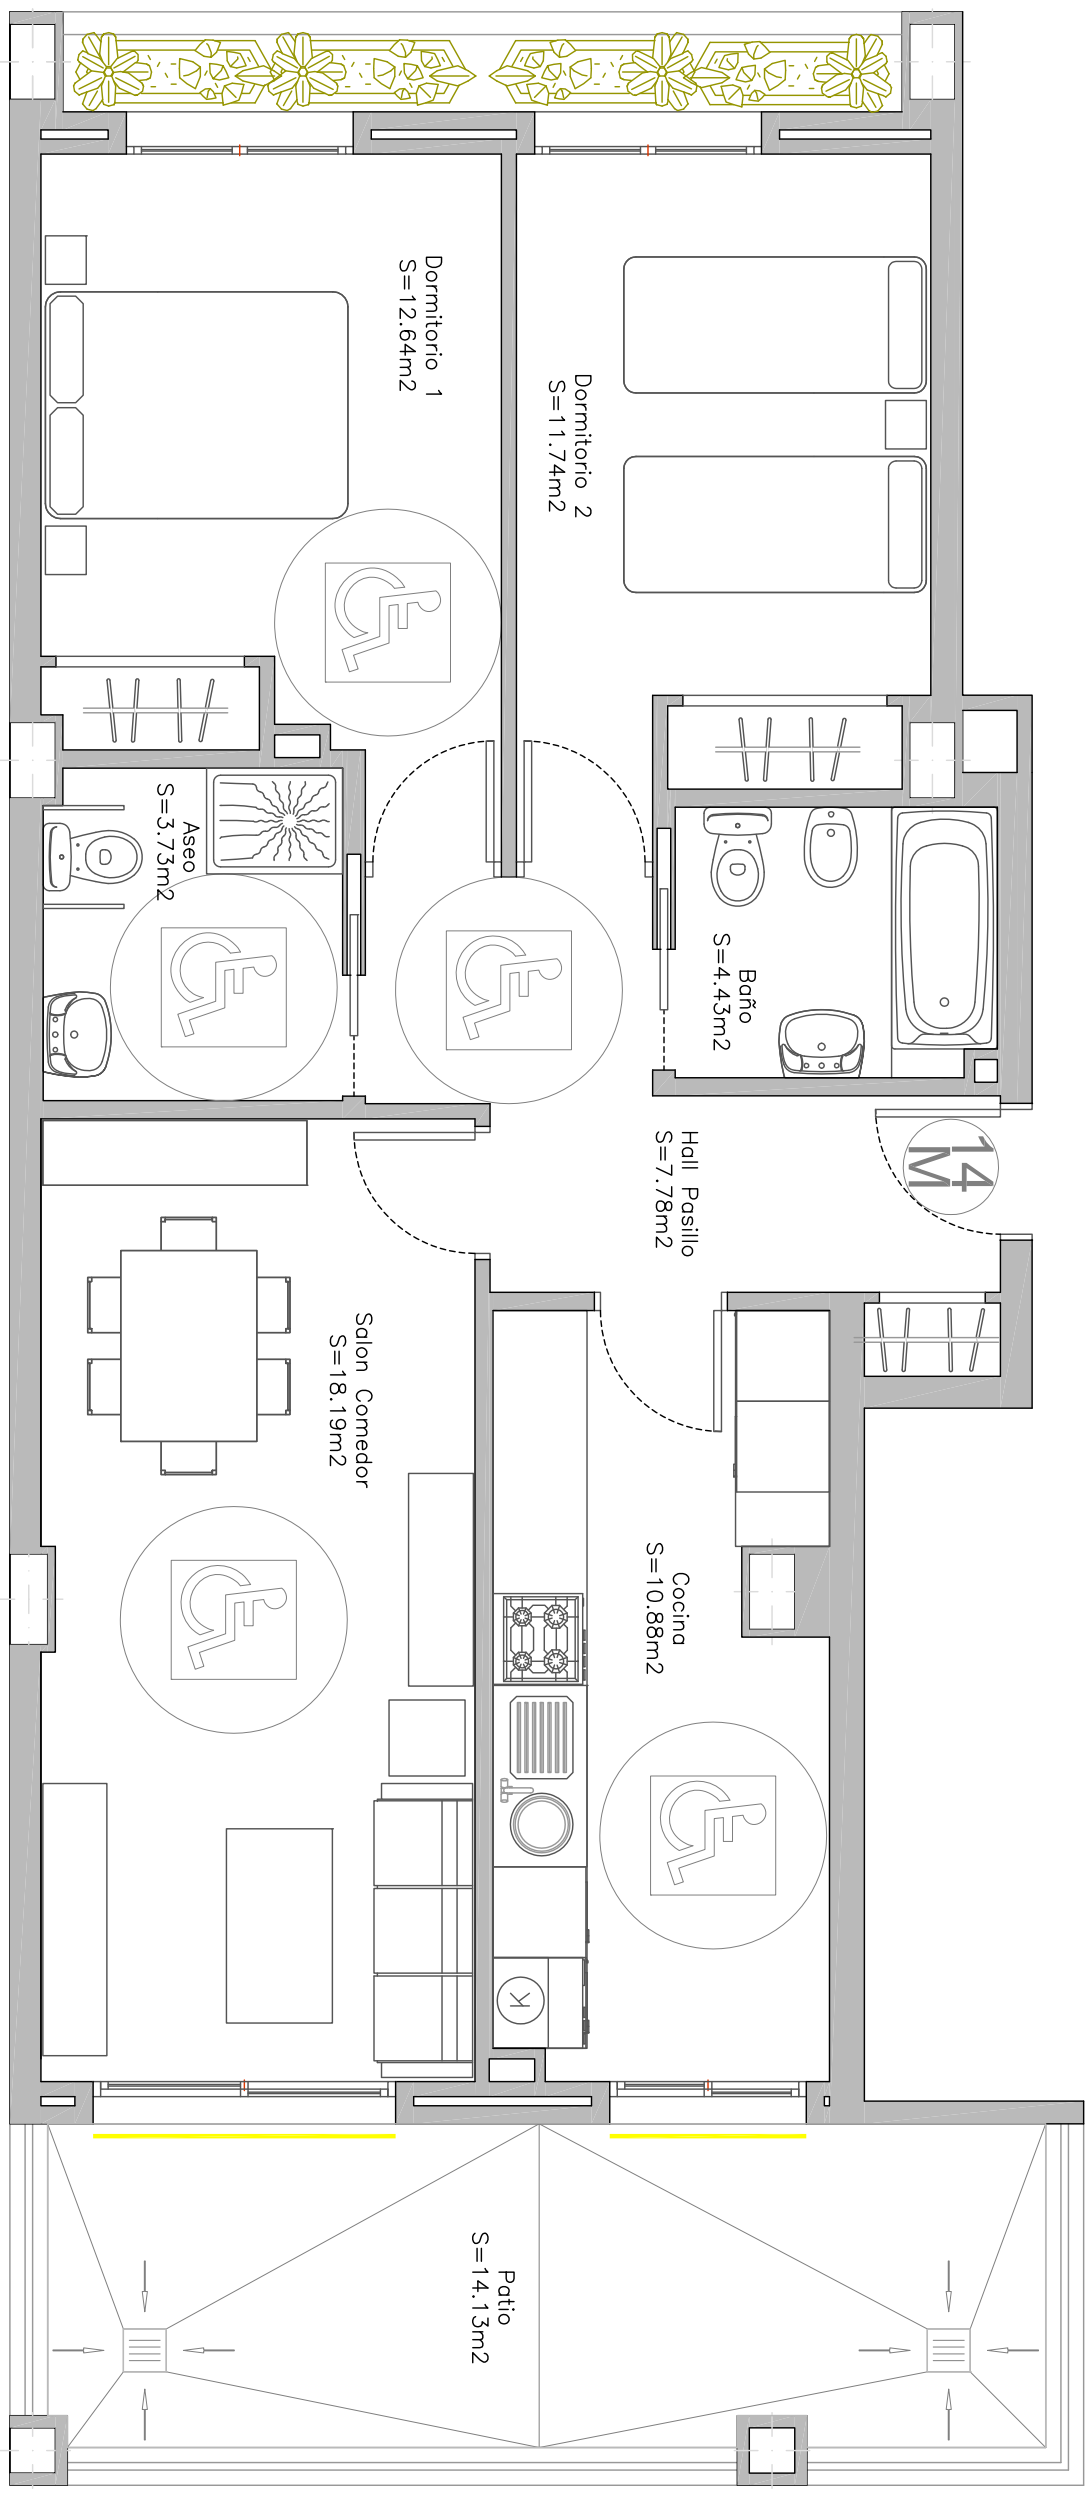 Dormitorio 1
S=12.64m2
Dormitorio 2
S=11.74m2
Aseo
S=3.73m2
Baño
S=4.43m2
Hall Pasillo
S=7.78m2
14
M
Salon Comedor
S=18.19m2
Cocina
S=10.88m2
K
Patio
S=14.13m2